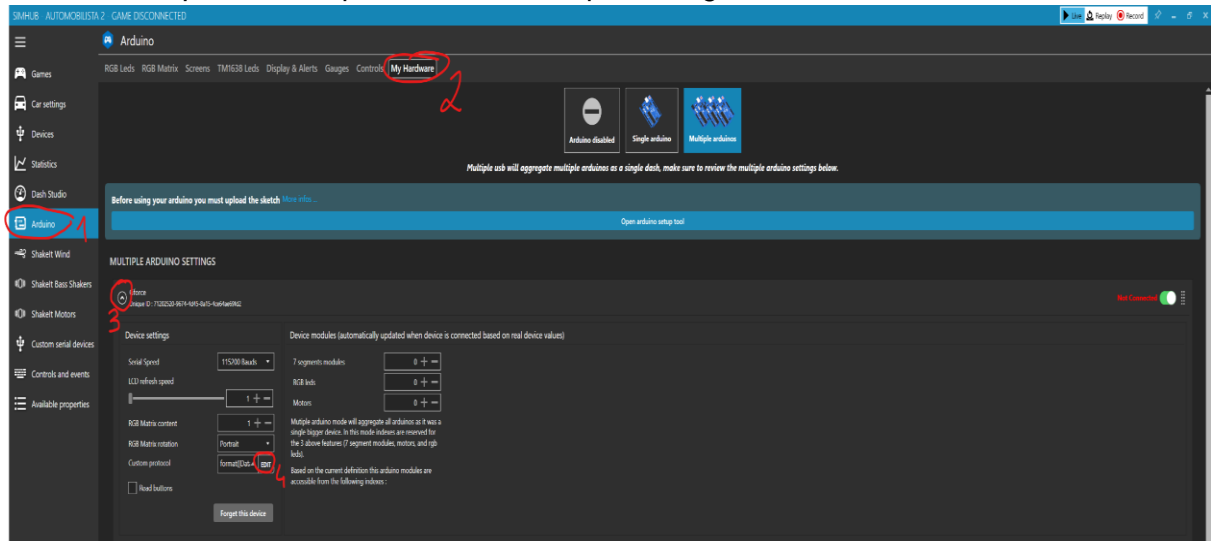 SIMHUB AUTOMOBILISTA 2 GAME DISCONNECTED
Live Replay Record
Arduino
RGB Leds RGB Matrix Screens TM1638 Leds Display & Alerts Gauges Controls My Hardware
2
Games
Car settings
Devices
Statistics
Dash Studio
Arduino
1
ShakeIt Wind
ShakeIt Bass Shakers
ShakeIt Motors
Custom serial devices
Controls and events
Available properties
Arduino disabled
Single arduino
Multiple arduinos
Multiple usb will aggregate multiple arduinos as a single dash, make sure to review the multiple arduino settings below.
Before using your arduino you must upload the sketch More infos...
Open arduino setup tool
MULTIPLE ARDUINO SETTINGS
3
Unique ID :
Not Connected
Device settings
Serial Speed 115200 Bauds
LCD refresh speed
1
RGB Matrix content 1
RGB Matrix rotation Portrait
Custom protocol format([Dat EDIT
4
Read buttons
Forget this device
Device modules (automatically updated when device is connected based on real device values)
7 segments modules 0
RGB leds 0
Motors 0
Mutiple arduino mode will aggregate all arduinos as it was a
single bigger device. In this mode indexes are reserved for
the 3 above features (7 segment modules, motors, and rgb
leds).
Based on the current definition this arduino modules are
accessible from the following indexes :